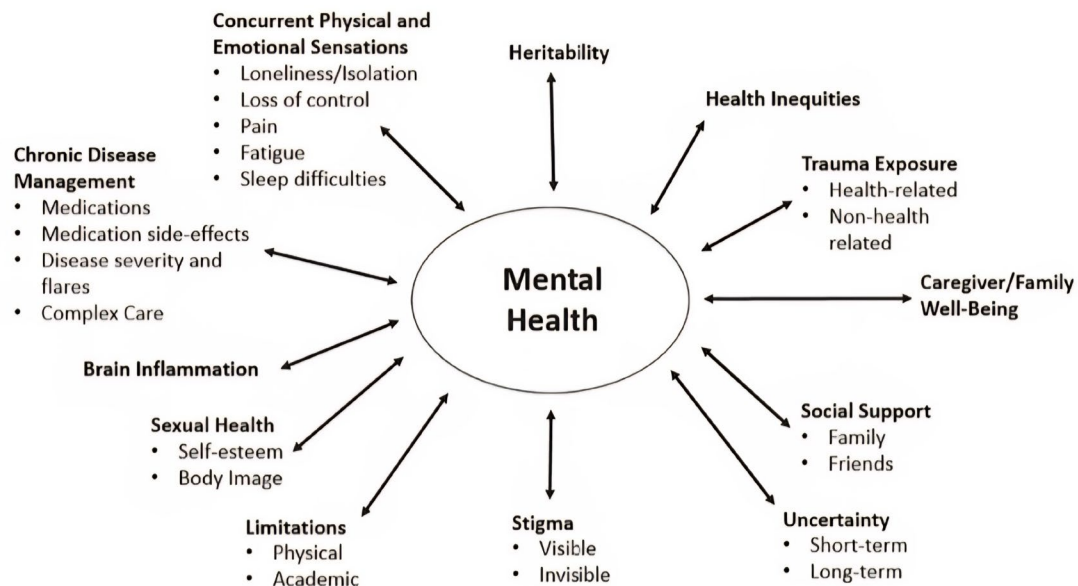 Concurrent Physical and
Emotional Sensations
• Loneliness/Isolation
• Loss of control
• Pain
• Fatigue
• Sleep difficulties
Heritability
Health Inequities
Trauma Exposure
• Health-related
• Non-health
related
Caregiver/Family
Well-Being
Social Support
• Family
• Friends
Uncertainty
• Short-term
• Long-term
Stigma
• Visible
• Invisible
Limitations
• Physical
• Academic
Sexual Health
• Self-esteem
• Body Image
Brain Inflammation
Chronic Disease
Management
• Medications
• Medication side-effects
• Disease severity and
flares
• Complex Care
Mental
Health